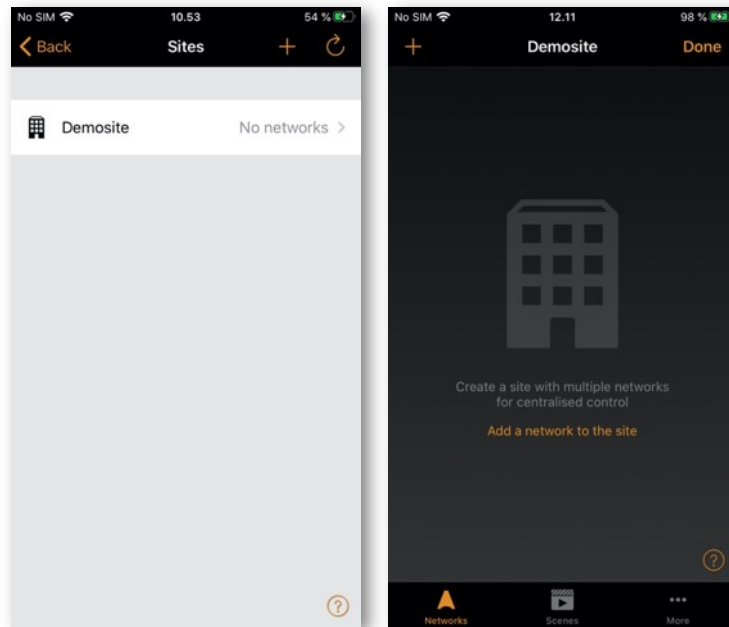 No SIM 10.53 54 %
Back Sites
Demosite No networks
No SIM 12.11 98 %
Demosite Done
Create a site with multiple networks
for centralised control
Add a network to the site
?
?
Networks Scenes More